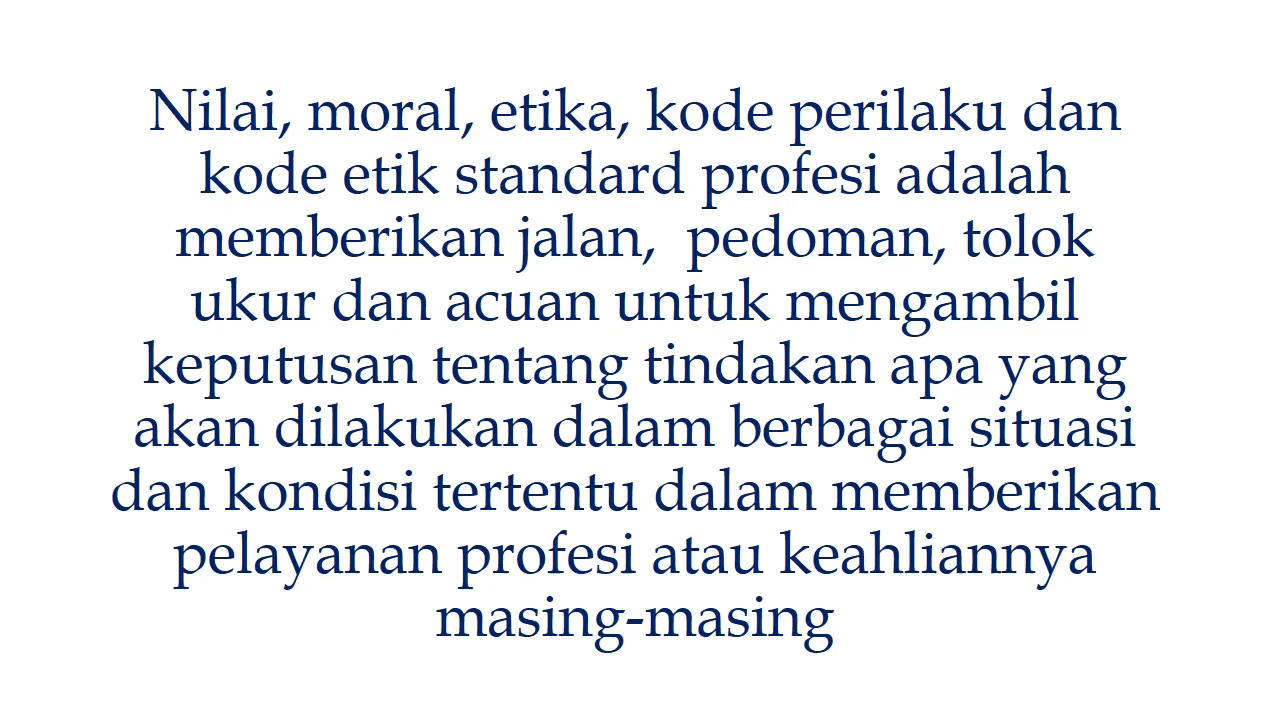 Nilai, moral, etika, kode perilaku dan
kode etik standard profesi adalah
memberikan jalan,  pedoman, tolok
ukur dan acuan untuk mengambil
keputusan tentang tindakan apa yang
akan dilakukan dalam berbagai situasi
dan kondisi tertentu dalam memberikan
pelayanan profesi atau keahliannya
masing-masing